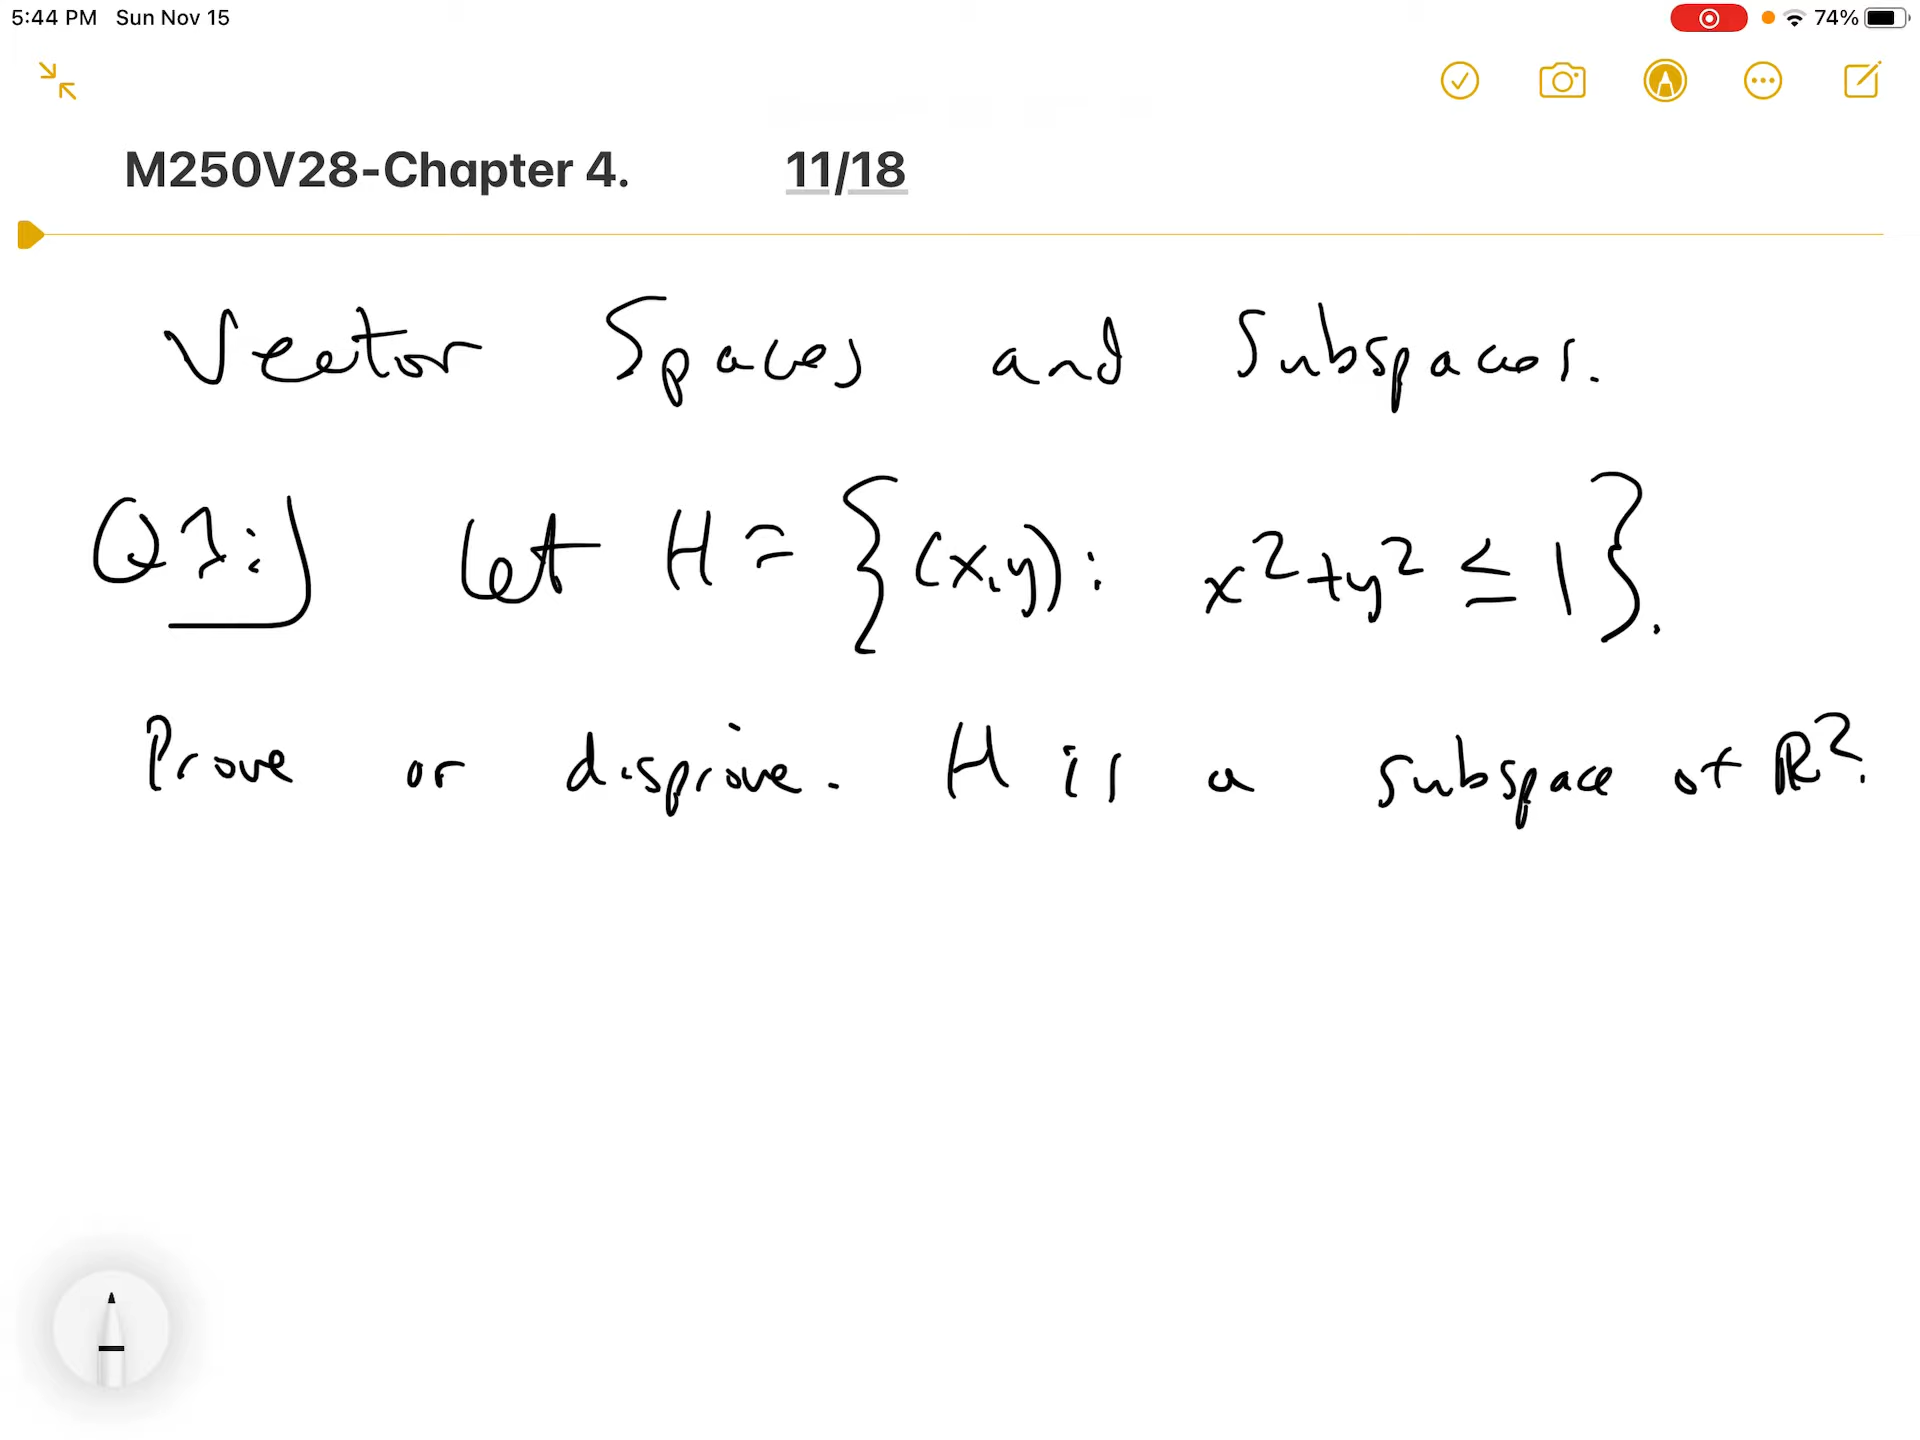 5:44 PM Sun Nov 15 74%
M250V28-Chapter 4. 11/18
Vector Spaces and Subspaces.
Q?:) Let H = {(x,y): x²+y² ≤ 1}.
Prove or disprove. H is a subspace of ℝ².